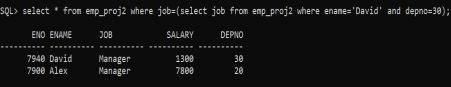 SQL> select * from emp_proj2 where job=(select job from emp_proj2 where ename='David' and depno=30);
ENO ENAME JOB SALARY DEPNO
---------- ---------- ---------- ---------- ----------
7940 David Manager 1300 30
7900 Alex Manager 7800 20